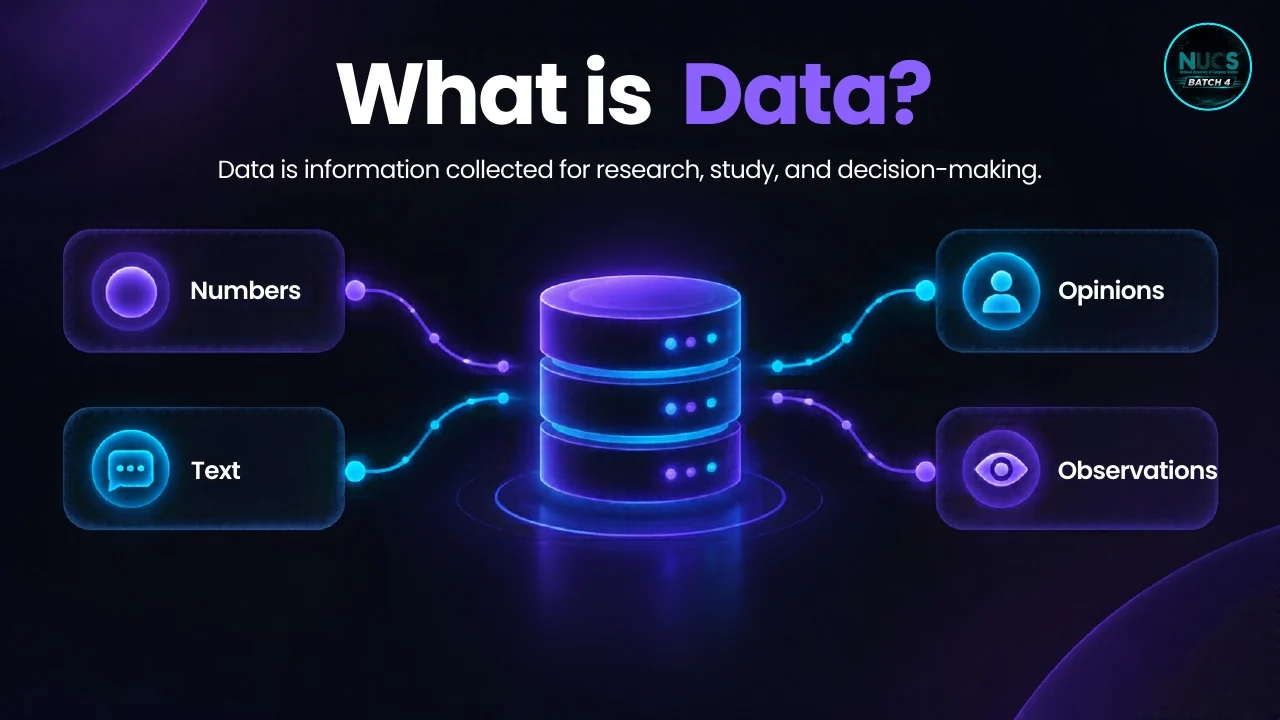 What is Data?
NUCS
BATCH 4
Data is information collected for research, study, and decision-making.
Numbers
Opinions
Text
Observations